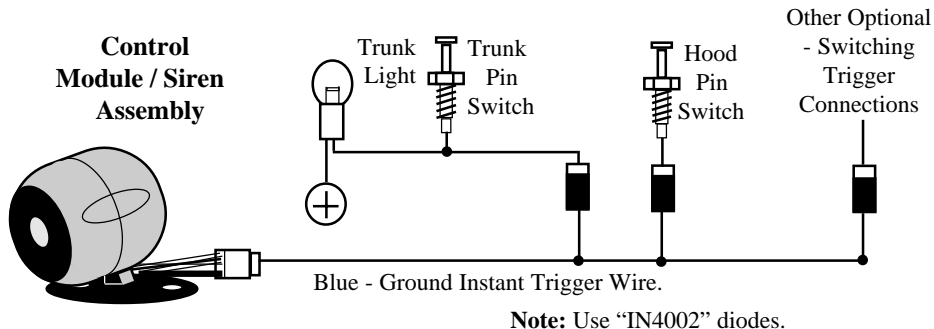 Control
Module / Siren
Assembly
Trunk
Light
Trunk
Pin
Switch
Hood
Pin
Switch
Other Optional
- Switching
Trigger
Connections
Blue - Ground Instant Trigger Wire.
Note: Use “IN4002” diodes.